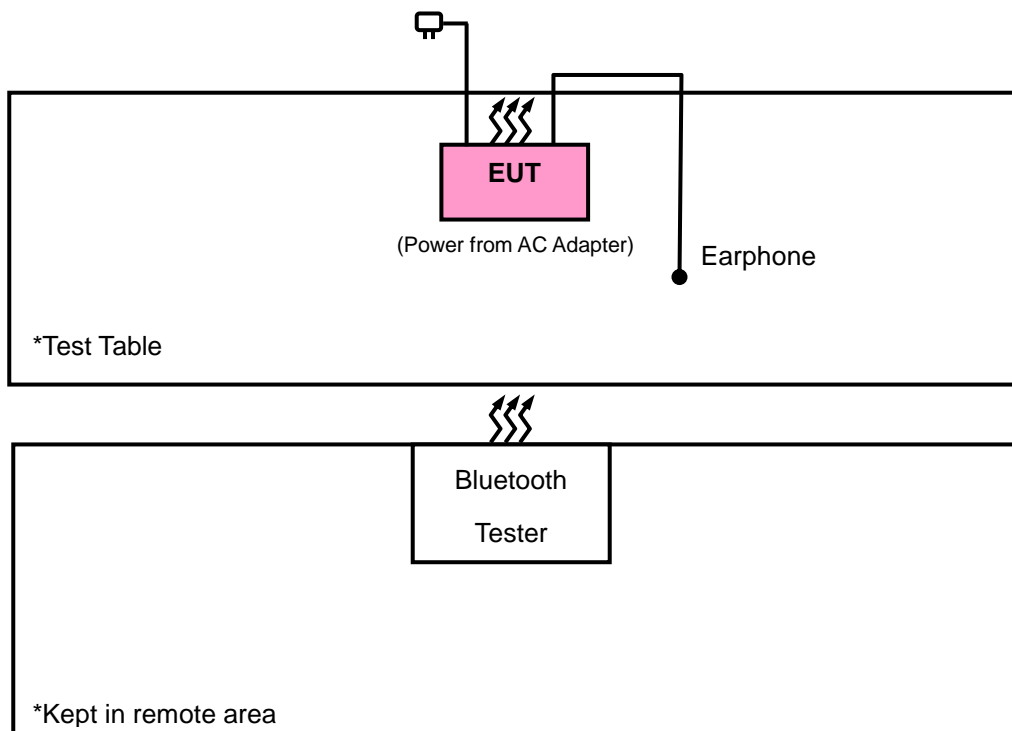 EUT
(Power from AC Adapter)
Earphone
*Test Table
Bluetooth
Tester
*Kept in remote area